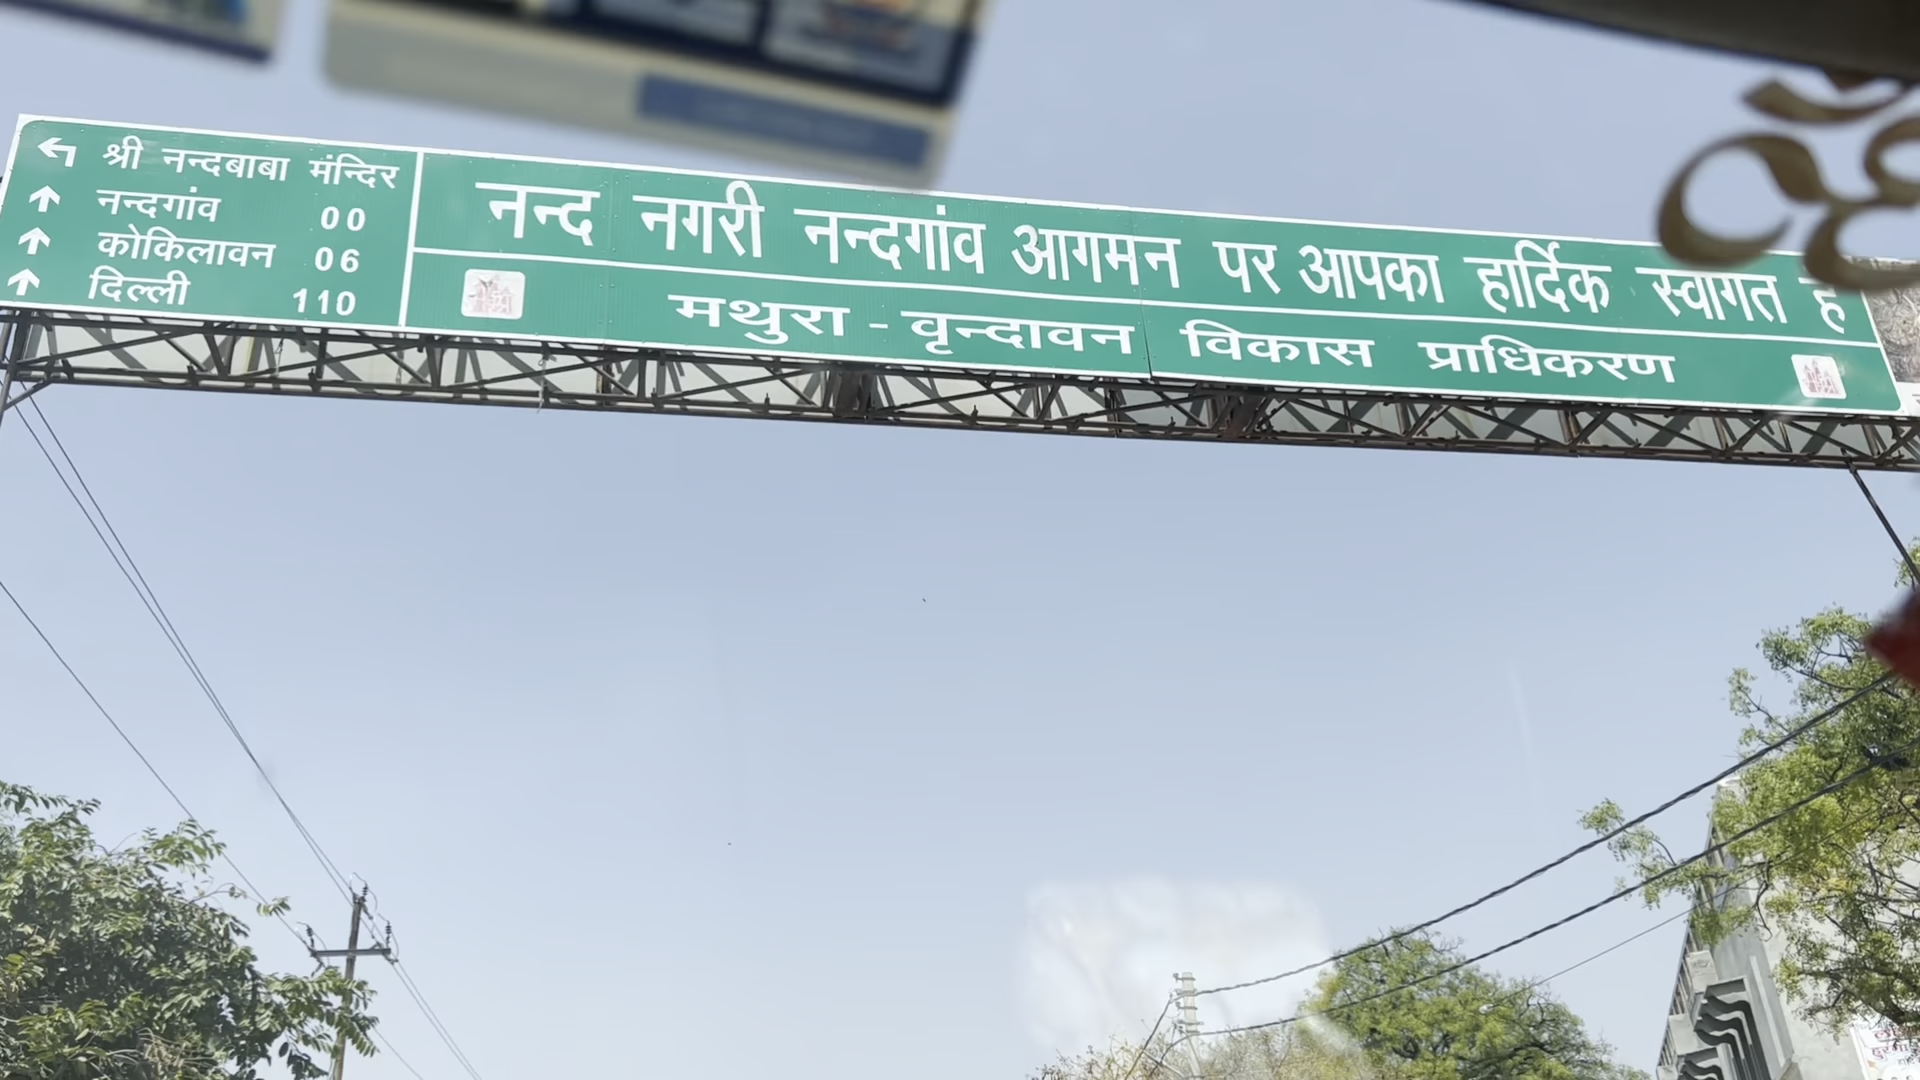 श्री नन्दबाबा मंन्दिर
नन्दगांव 00
कोकिलावन 06
दिल्ली 110
नन्द नगरी नन्दगांव आगमन पर आपका हार्दिक स्वागत है
मथुरा - वृन्दावन विकास प्राधिकरण
ॐ